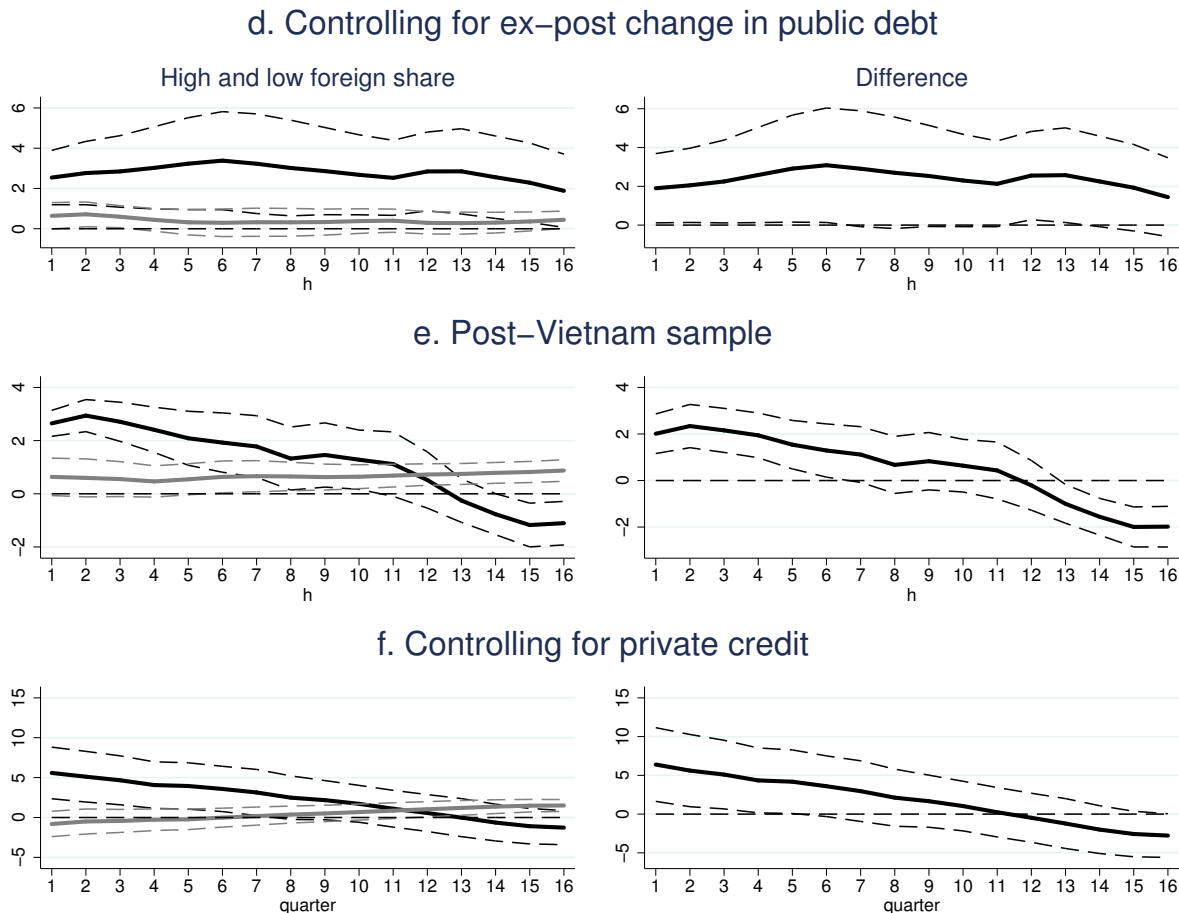 d. Controlling for ex−post change in public debt
High and low foreign share
Difference
6
4
2
0
1 2 3 4 5 6 7 8 9 10 11 12 13 14 15 16
h
6
4
2
0
1 2 3 4 5 6 7 8 9 10 11 12 13 14 15 16
h
e. Post−Vietnam sample
4
2
0
−2
1 2 3 4 5 6 7 8 9 10 11 12 13 14 15 16
h
4
2
0
−2
1 2 3 4 5 6 7 8 9 10 11 12 13 14 15 16
h
f. Controlling for private credit
15
10
5
0
−5
1 2 3 4 5 6 7 8 9 10 11 12 13 14 15 16
quarter
15
10
5
0
−5
1 2 3 4 5 6 7 8 9 10 11 12 13 14 15 16
quarter